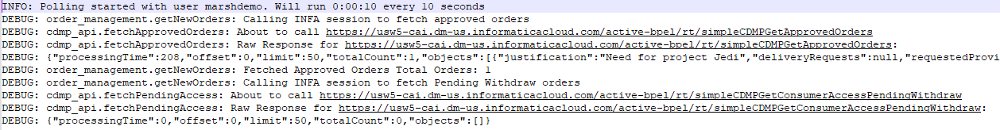 INFO: Polling started with user marshdemo. Will run 0:00:10 every 10 seconds
DEBUG: order_management.getNewOrders: Calling INFA session to fetch approved orders
DEBUG: cdmp_api.fetchApprovedOrders: About to call https://usw5-cai.dm-us.informaticacloud.com/active-bpel/rt/simpleCDMPGetApprovedOrders
DEBUG: cdmp_api.fetchApprovedOrders: Raw Response for https://usw5-cai.dm-us.informaticacloud.com/active-bpel/rt/simpleCDMPGetApprovedOrders:
DEBUG: {"processingTime":208,"offset":0,"limit":50,"totalCount":1,"objects":[{"justification":"Need for project Jedi","deliveryRequests":null,"requestedProvi
DEBUG: order_management.getNewOrders: Fetched Approved Orders Total Orders: 1
DEBUG: order_management.getNewOrders: Calling INFA session to fetch Pending Withdraw orders
DEBUG: cdmp_api.fetchPendingAccess: About to call https://usw5-cai.dm-us.informaticacloud.com/active-bpel/rt/simpleCDMPGetConsumerAccessPendingWithdraw
DEBUG: cdmp_api.fetchPendingAccess: Raw Response for https://usw5-cai.dm-us.informaticacloud.com/active-bpel/rt/simpleCDMPGetConsumerAccessPendingWithdraw:
DEBUG: {"processingTime":0,"offset":0,"limit":50,"totalCount":0,"objects":[]}